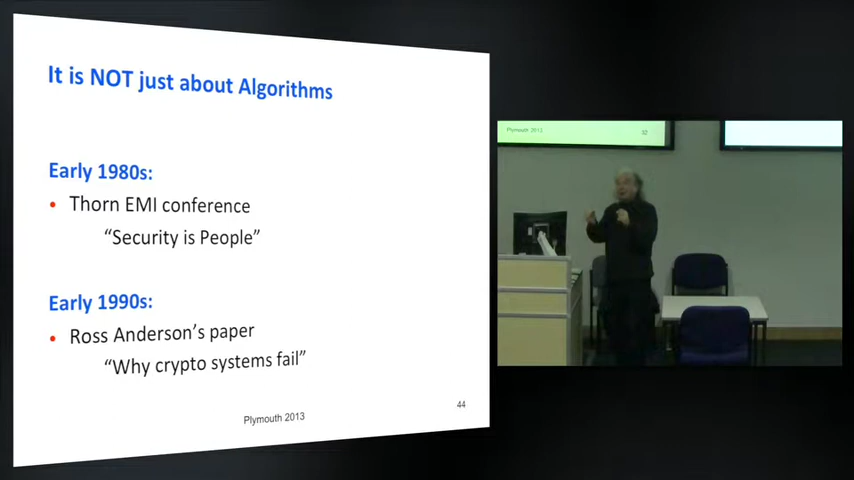 It is NOT just about Algorithms
Early 1980s:
• Thorn EMI conference
“Security is People”
Early 1990s:
• Ross Anderson’s paper
“Why crypto systems fail”
Plymouth 2013
44
Plymouth 2013
32